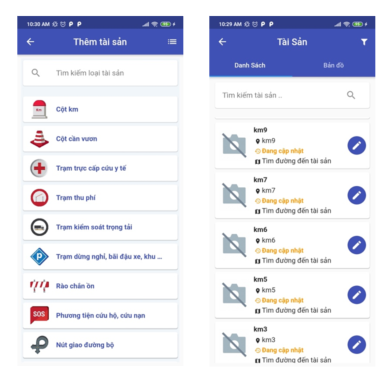 10:30 AM
Thêm tài sản
Tìm kiếm loại tài sản
Cột km
Cột cần vươn
Trạm trực cấp cứu y tế
Trạm thu phí
Trạm kiểm soát trọng tải
Trạm dừng nghỉ, bãi đậu xe, khu ...
Rào chắn ồn
SOS
Phương tiện cứu hộ, cứu nạn
Nút giao đường bộ
10:29 AM
Tài Sản
Danh Sách
Bản đồ
Tìm kiếm tài sản ..
km9
km9
Đang cập nhật
Tìm đường đến tài sản
km7
km7
Đang cập nhật
Tìm đường đến tài sản
km6
km6
Đang cập nhật
Tìm đường đến tài sản
km5
km5
Đang cập nhật
Tìm đường đến tài sản
km3
km3
Đang cập nhật
Tìm đường đến tài sản